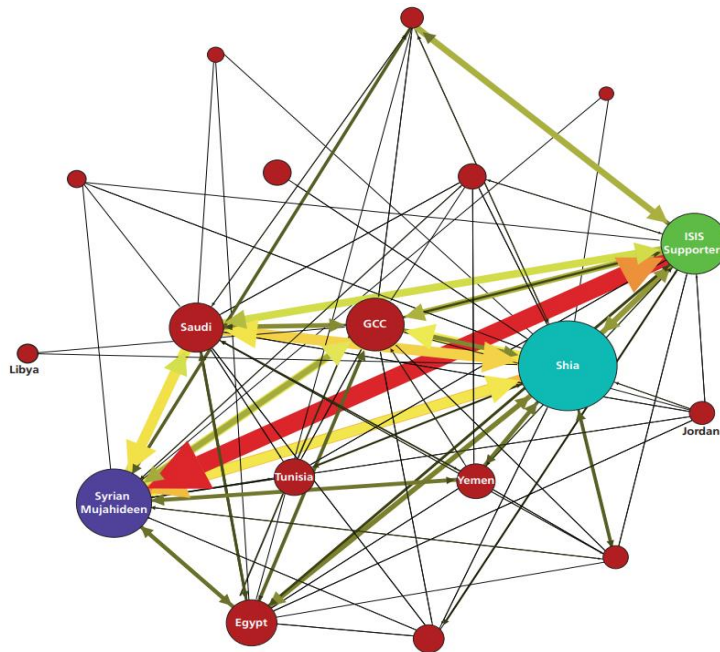 ISIS
Supporter
Saudi
GCC
Shia
Libya
Jordan
Tunisia
Yemen
Syrian
Mujahideen
Egypt